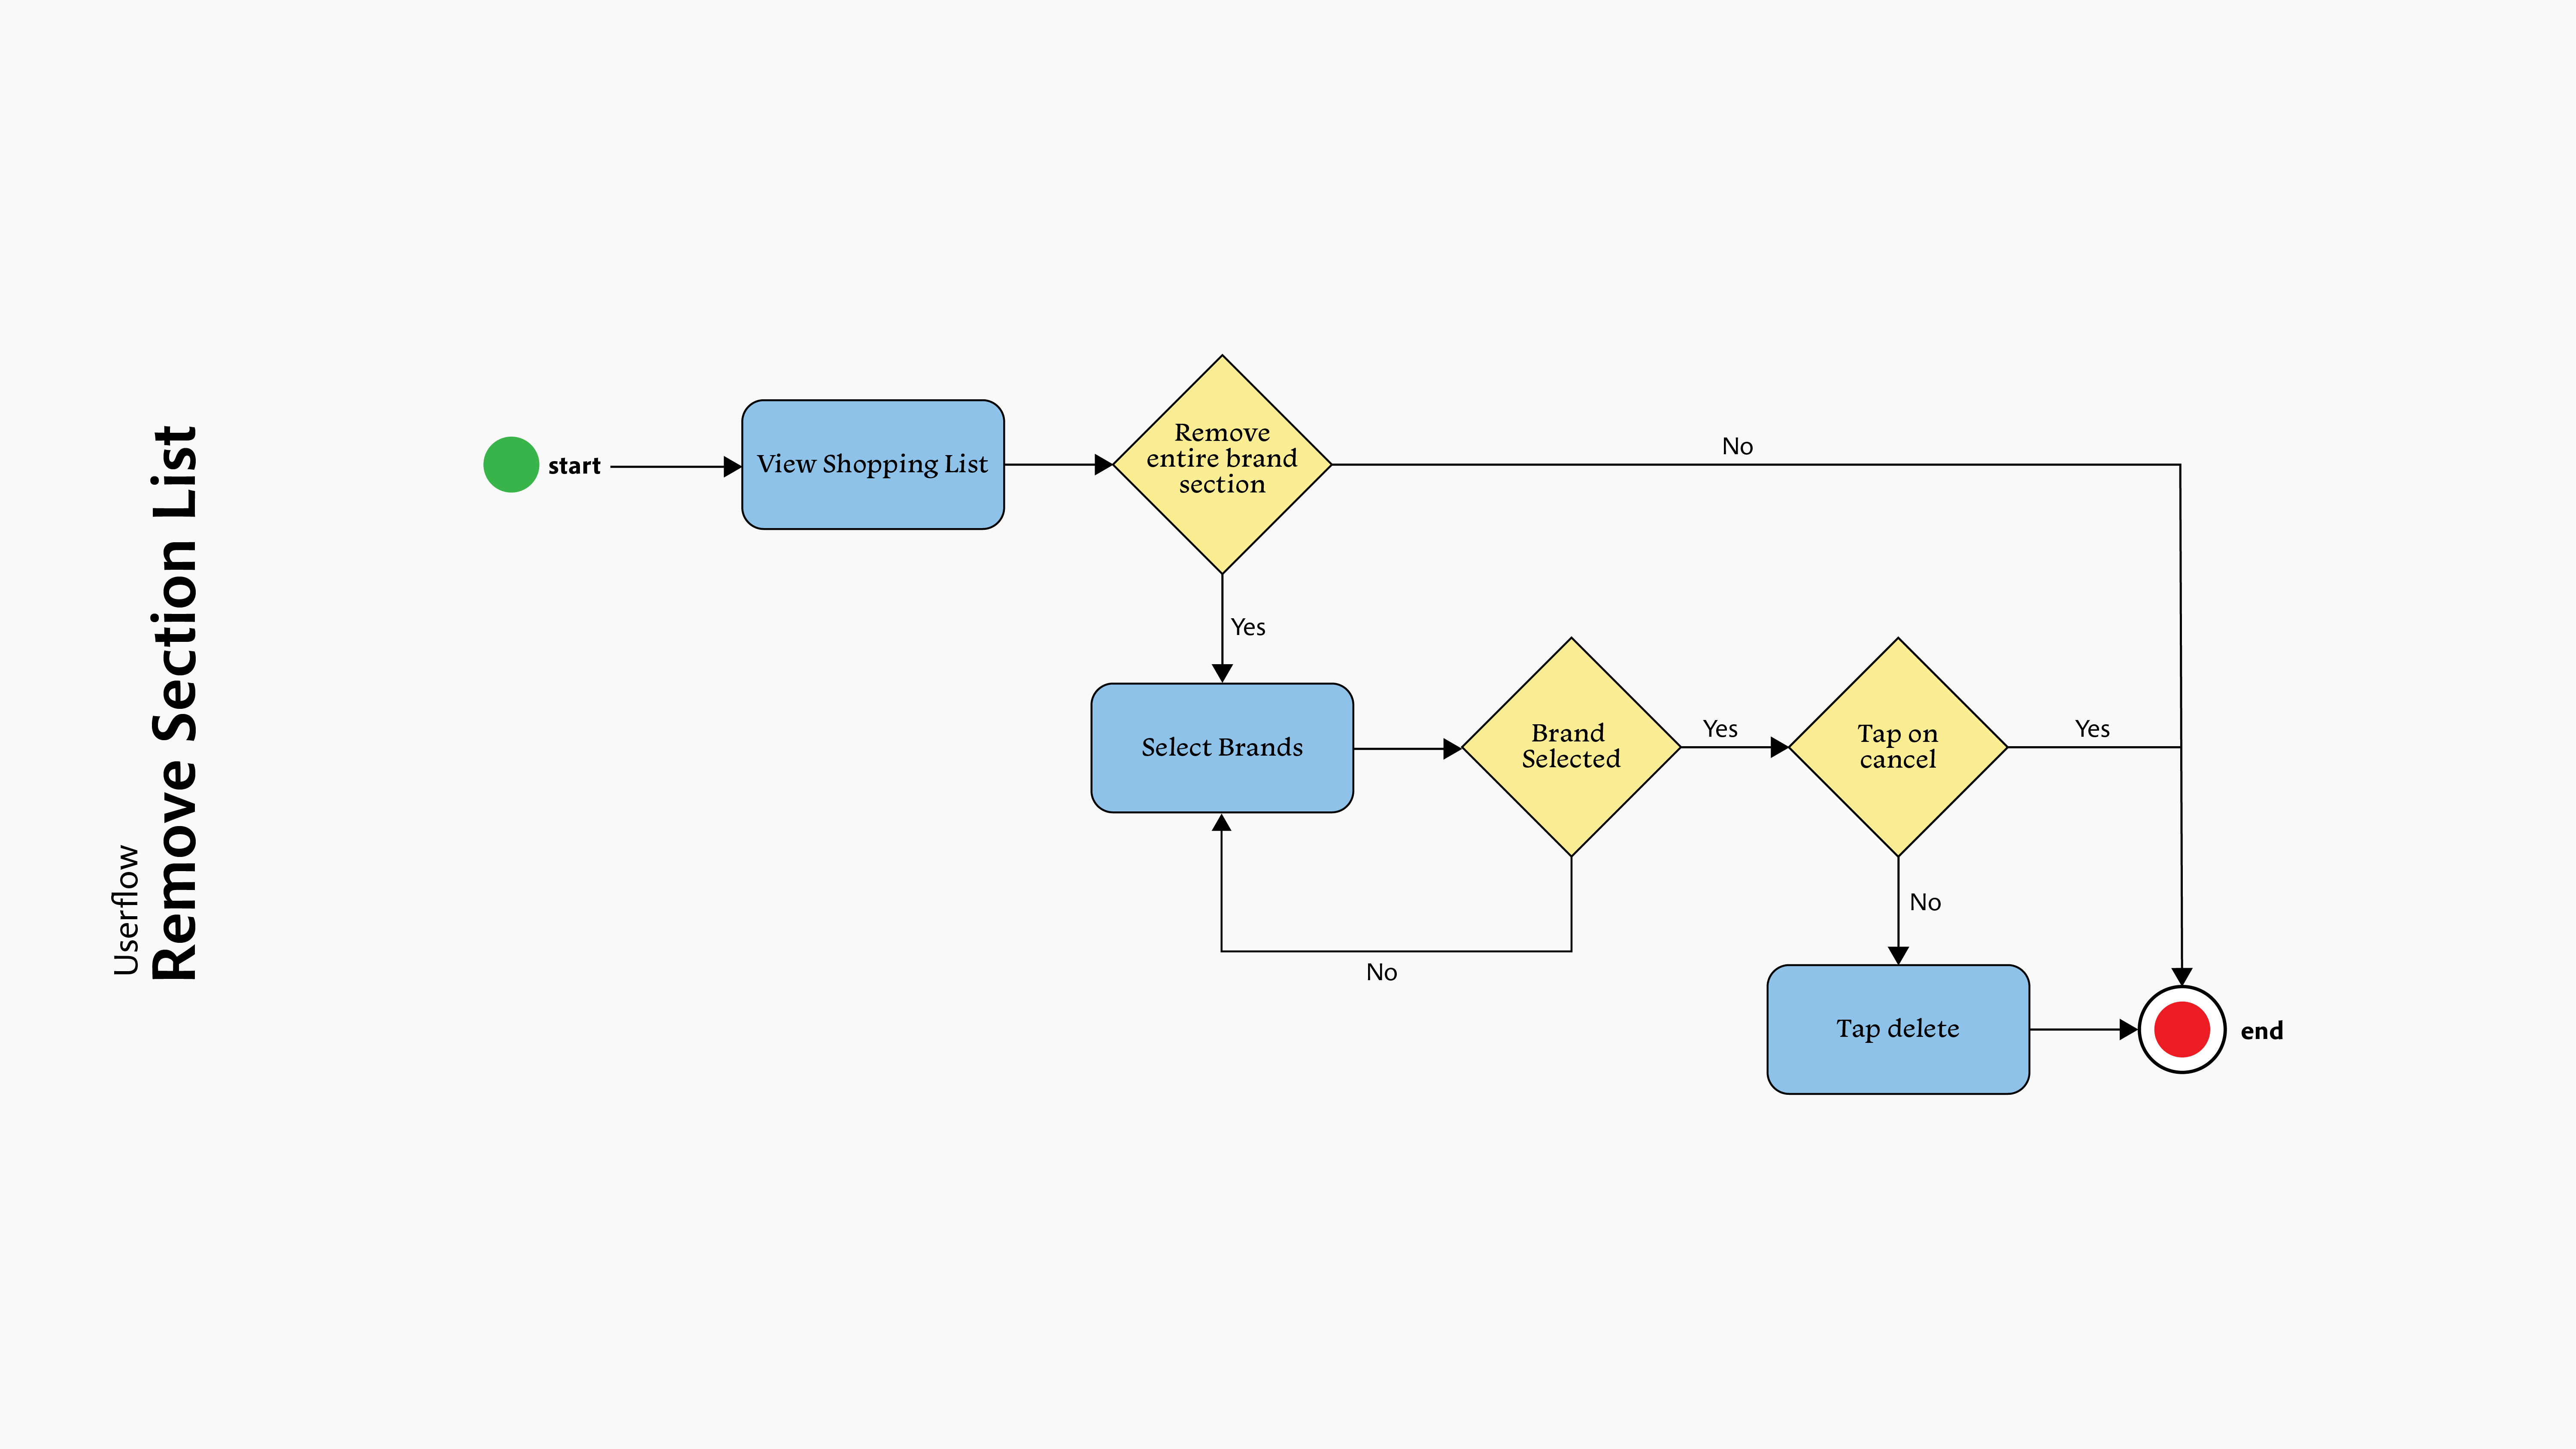 Userflow
Remove Section List
start
View Shopping List
Remove
entire brand
section
No
Yes
Select Brands
Brand
Selected
Yes
Tap on
cancel
Yes
No
No
Tap delete
end